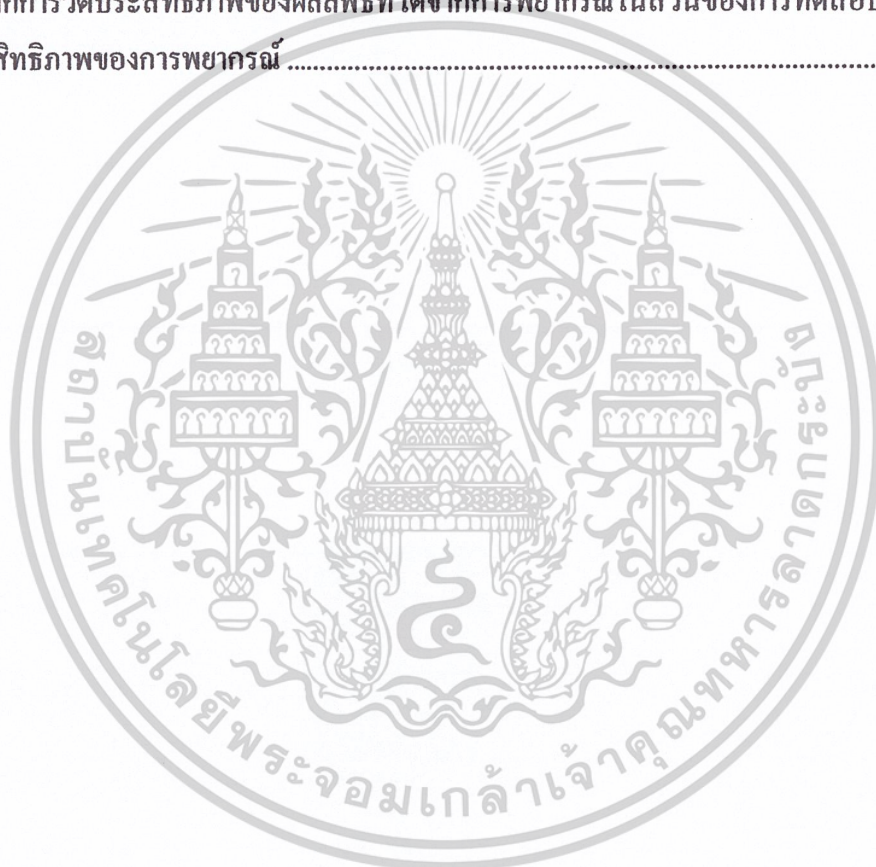 การวัดประสิทธิภาพของผลลัพธ์ที่ได้จากการพยากรณ์ในส่วนของการทดสอบ
สิทธิภาพของการพยากรณ์ ................................................................................
สถาบันเทคโนโลยีพระจอมเกล้าเจ้าคุณทหารลาดกระบัง
๔